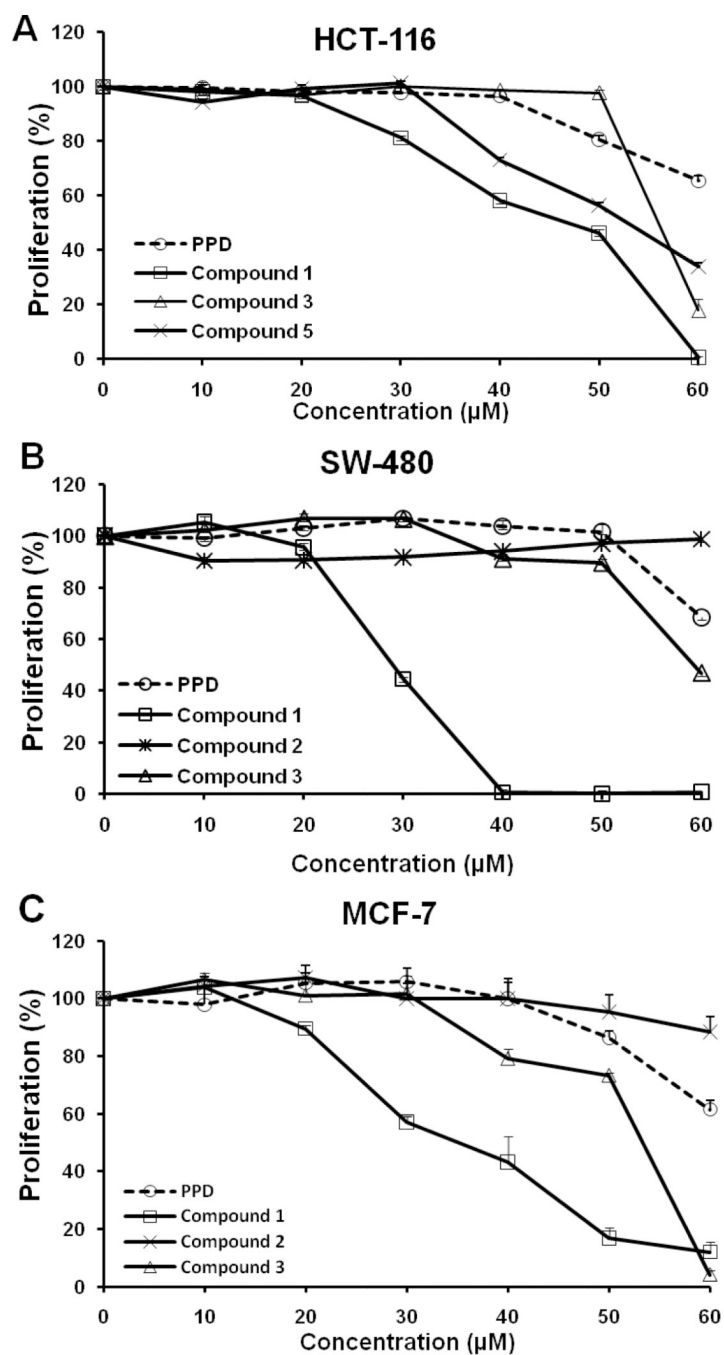 A
HCT-116
120
100
80
60
40
20
0
Proliferation (%)
PPD
Compound 1
Compound 3
Compound 5
0 10 20 30 40 50 60
Concentration (µM)
B
SW-480
120
100
80
60
40
20
0
Proliferation (%)
PPD
Compound 1
Compound 2
Compound 3
0 10 20 30 40 50 60
Concentration (µM)
C
MCF-7
120
100
80
60
40
20
0
Proliferation (%)
PPD
Compound 1
Compound 2
Compound 3
0 10 20 30 40 50 60
Concentration (µM)